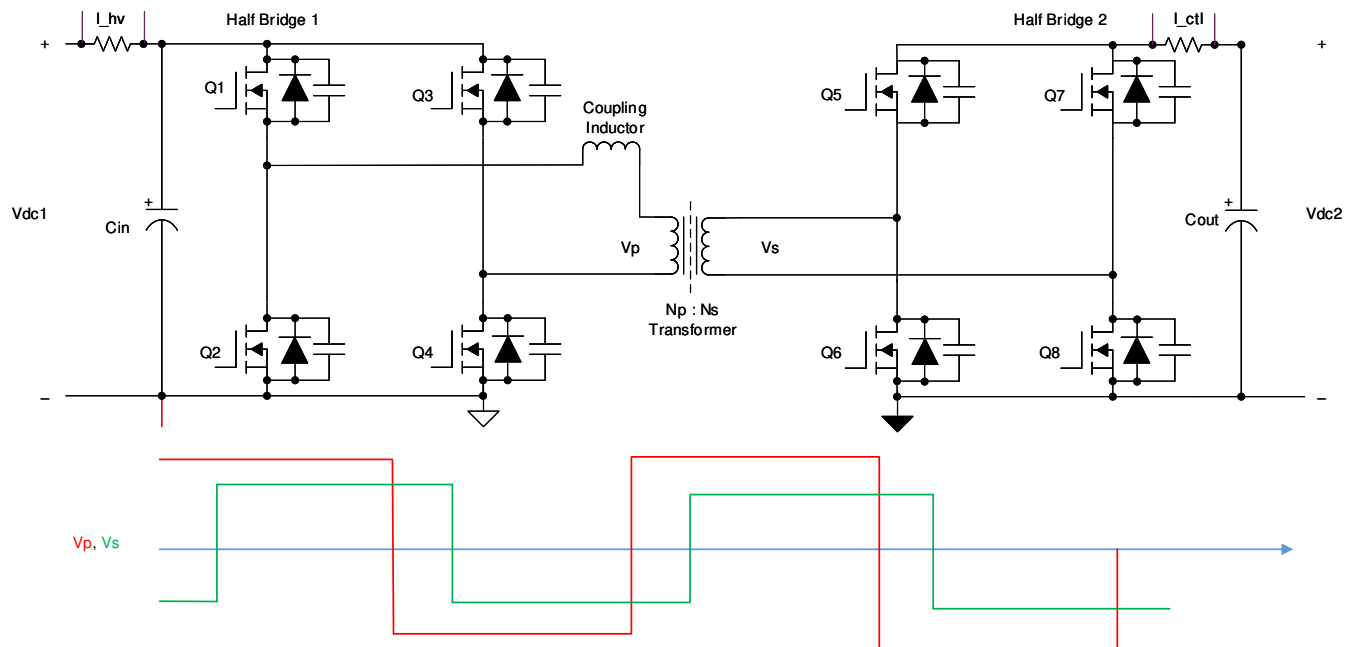 I_hv
Half Bridge 1
Half Bridge 2
I_ctl
+
+
Q1
Q3
Q5
Q7
Coupling
Inductor
+
+
Vdc1
Cin
Vp
Vs
Cout
Vdc2
Np : Ns
Transformer
Q2
Q4
Q6
Q8
–
–
Vp, Vs